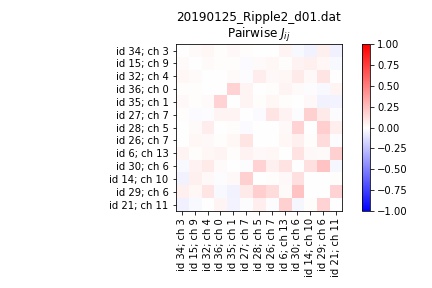 20190125_Ripple2_d01.dat
Pairwise J_ij
id 34; ch 3
id 15; ch 9
id 32; ch 4
id 36; ch 0
id 35; ch 1
id 27; ch 7
id 28; ch 5
id 26; ch 7
id 6; ch 13
id 30; ch 6
id 14; ch 10
id 29; ch 6
id 21; ch 11
id 34; ch 3
id 15; ch 9
id 32; ch 4
id 36; ch 0
id 35; ch 1
id 27; ch 7
id 28; ch 5
id 26; ch 7
id 6; ch 13
id 30; ch 6
id 14; ch 10
id 29; ch 6
id 21; ch 11
1.00
0.75
0.50
0.25
0.00
−0.25
−0.50
−0.75
−1.00